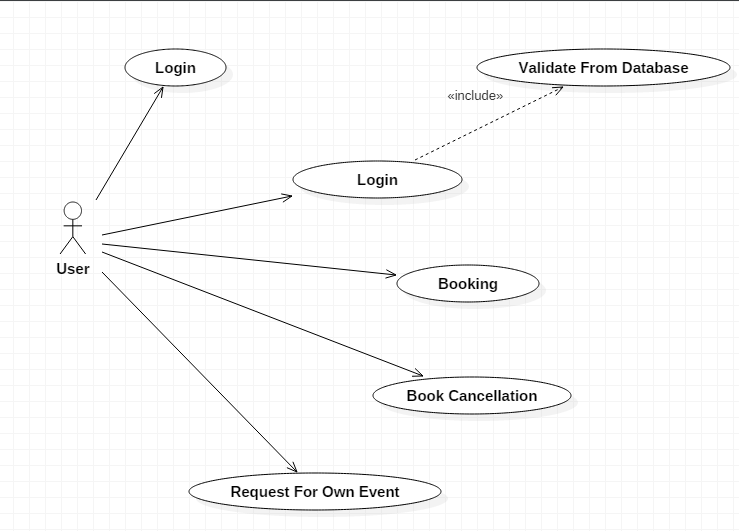 Login
Validate From Database
«include»
Login
User
Booking
Book Cancellation
Request For Own Event